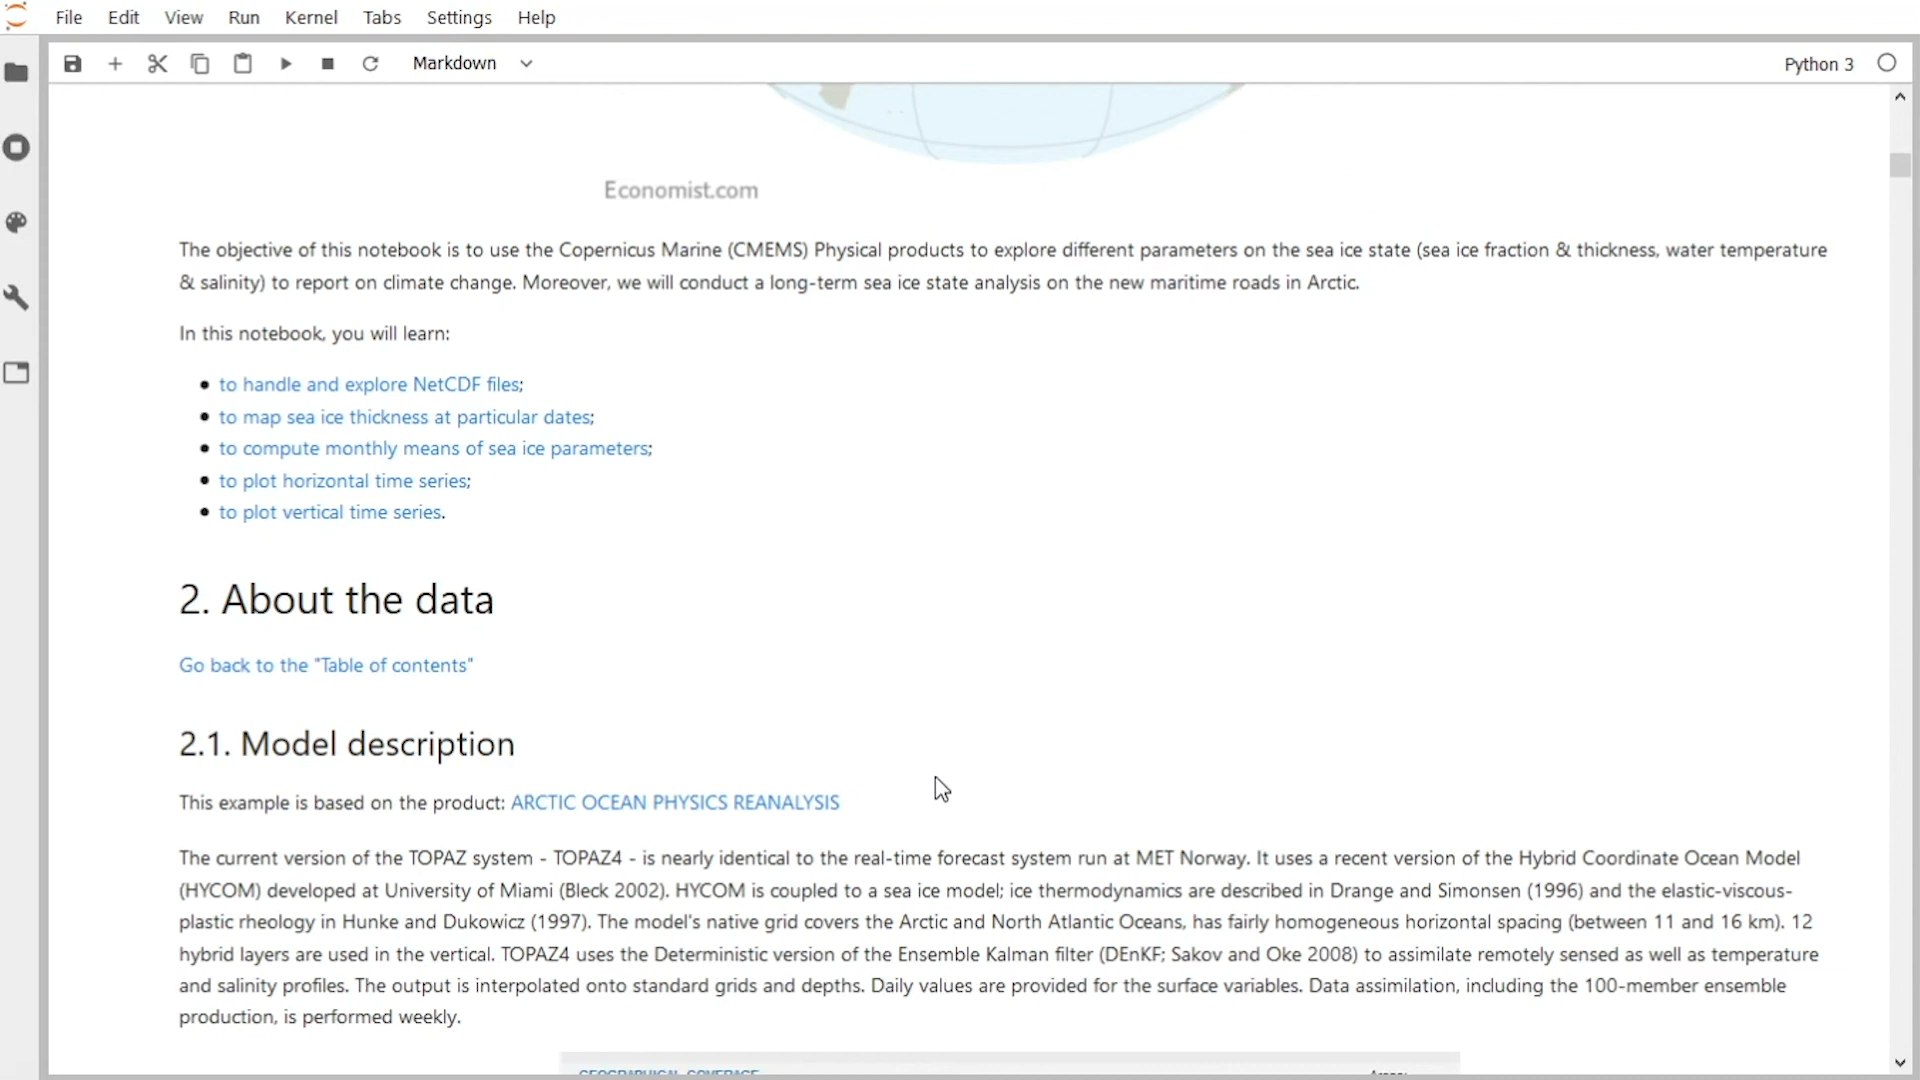 File Edit View Run Kernel Tabs Settings Help
Markdown
Python 3
Economist.com
The objective of this notebook is to use the Copernicus Marine (CMEMS) Physical products to explore different parameters on the sea ice state (sea ice fraction & thickness, water temperature
& salinity) to report on climate change. Moreover, we will conduct a long-term sea ice state analysis on the new maritime roads in Arctic.
In this notebook, you will learn:
• to handle and explore NetCDF files;
• to map sea ice thickness at particular dates;
• to compute monthly means of sea ice parameters;
• to plot horizontal time series;
• to plot vertical time series.
2. About the data
Go back to the "Table of contents"
2.1. Model description
This example is based on the product: ARCTIC OCEAN PHYSICS REANALYSIS
The current version of the TOPAZ system - TOPAZ4 - is nearly identical to the real-time forecast system run at MET Norway. It uses a recent version of the Hybrid Coordinate Ocean Model
(HYCOM) developed at University of Miami (Bleck 2002). HYCOM is coupled to a sea ice model; ice thermodynamics are described in Drange and Simonsen (1996) and the elastic-viscous-
plastic rheology in Hunke and Dukowicz (1997). The model's native grid covers the Arctic and North Atlantic Oceans, has fairly homogeneous horizontal spacing (between 11 and 16 km). 12
hybrid layers are used in the vertical. TOPAZ4 uses the Deterministic version of the Ensemble Kalman filter (DEnKF; Sakov and Oke 2008) to assimilate remotely sensed as well as temperature
and salinity profiles. The output is interpolated onto standard grids and depths. Daily values are provided for the surface variables. Data assimilation, including the 100-member ensemble
production, is performed weekly.
GEOGRAPHICAL COVERAGE